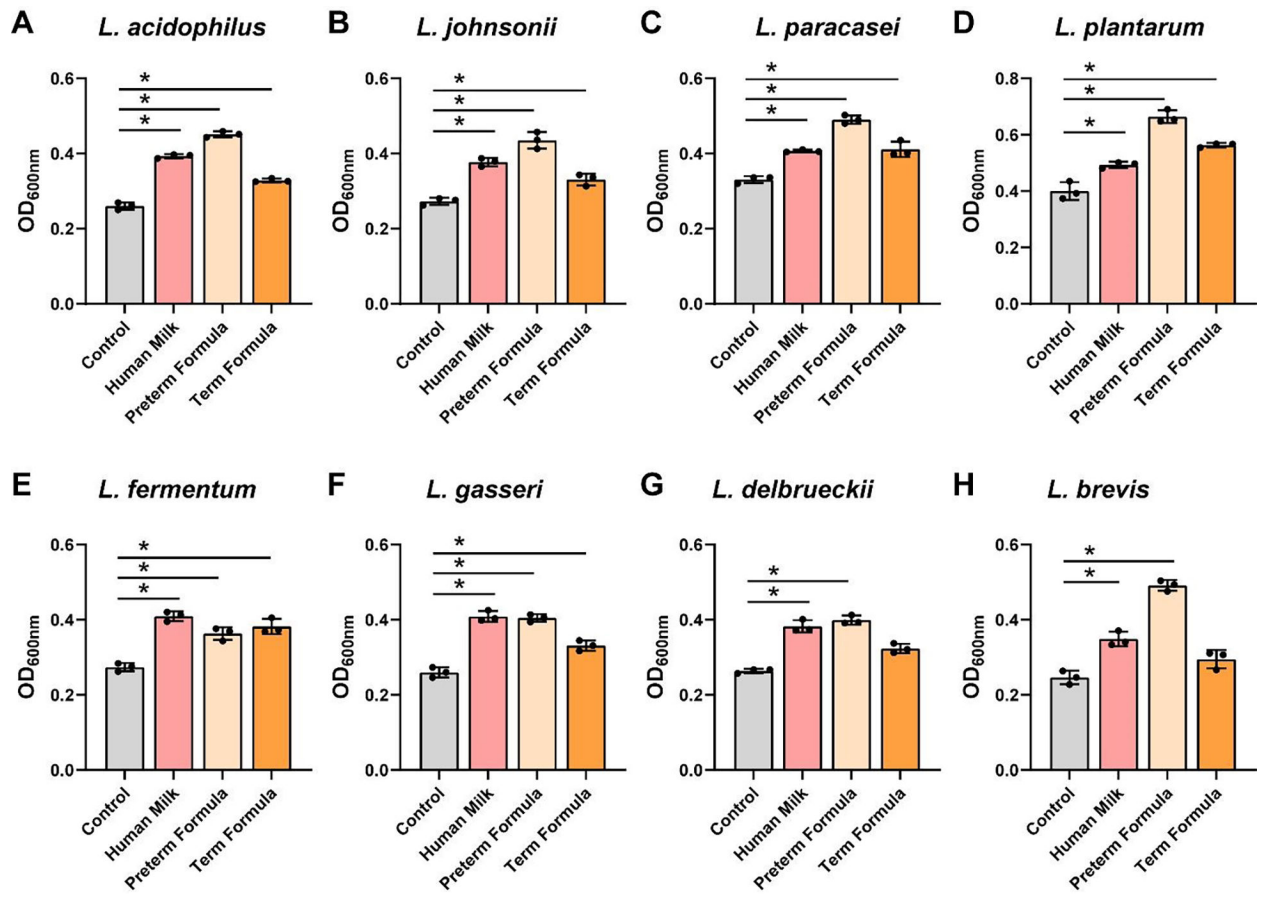 A L. acidophilus
OD600nm
0.6
0.4
0.2
0.0
* * *
Control
Human Milk
Preterm Formula
Term Formula
B L. johnsonii
OD600nm
0.6
0.4
0.2
0.0
* * *
Control
Human Milk
Preterm Formula
Term Formula
C L. paracasei
OD600nm
0.6
0.4
0.2
0.0
* * *
Control
Human Milk
Preterm Formula
Term Formula
D L. plantarum
OD600nm
0.8
0.6
0.4
0.2
0.0
* * *
Control
Human Milk
Preterm Formula
Term Formula
E L. fermentum
OD600nm
0.6
0.4
0.2
0.0
* * *
Control
Human Milk
Preterm Formula
Term Formula
F L. gasseri
OD600nm
0.6
0.4
0.2
0.0
* * *
Control
Human Milk
Preterm Formula
Term Formula
G L. delbrueckii
OD600nm
0.6
0.4
0.2
0.0
* *
Control
Human Milk
Preterm Formula
Term Formula
H L. brevis
OD600nm
0.6
0.4
0.2
0.0
* *
Control
Human Milk
Preterm Formula
Term Formula